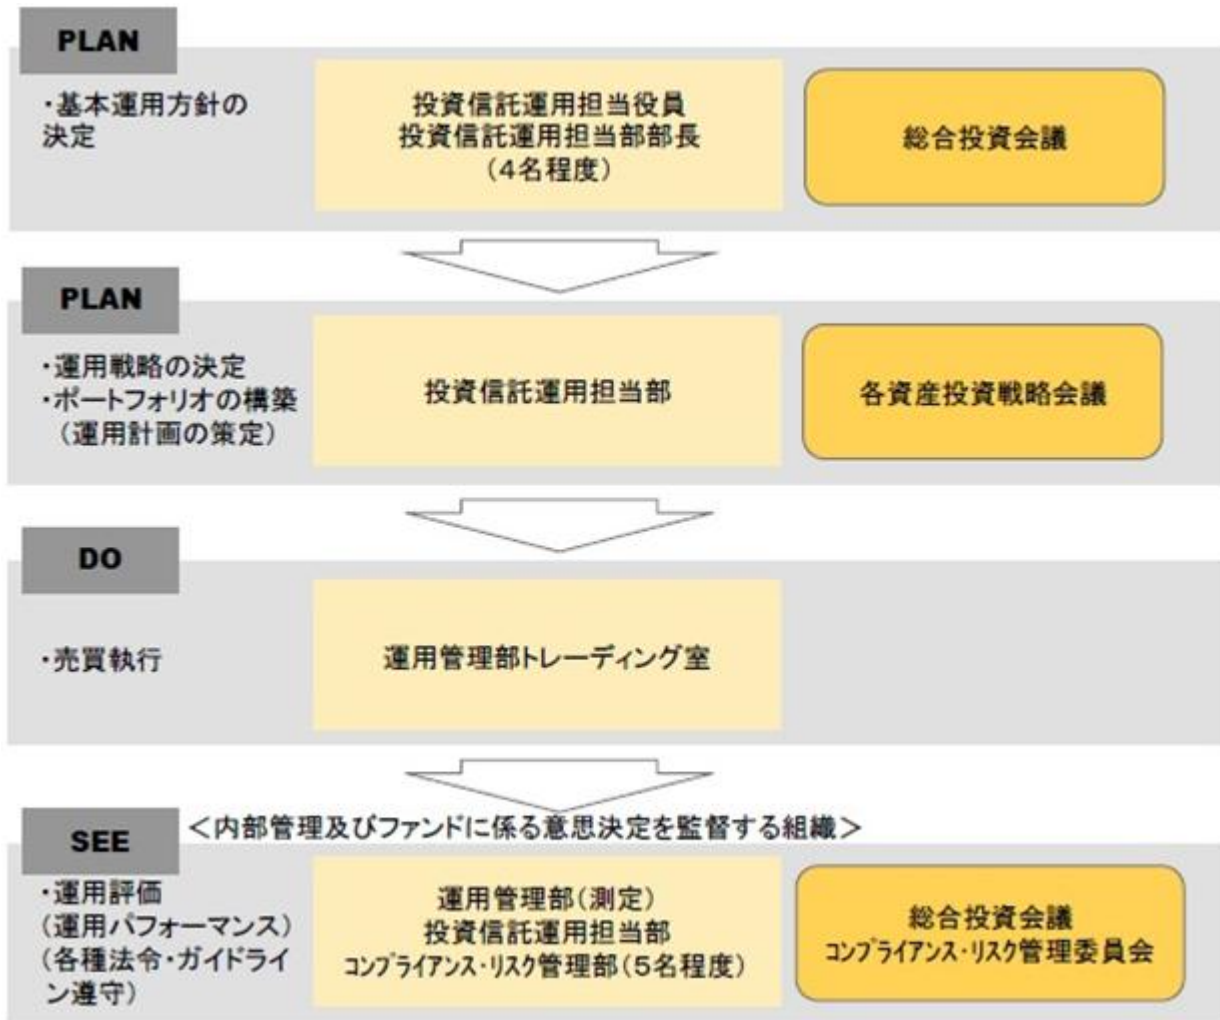 PLAN
・基本運用方針の
決定
投資信託運用担当役員
投資信託運用担当部部長
(4名程度)
総合投資会議
PLAN
・運用戦略の決定
・ポートフォリオの構築
(運用計画の策定)
投資信託運用担当部
各資産投資戦略会議
DO
・売買執行
運用管理部トレーディング室
SEE
＜内部管理及びファンドに係る意思決定を監督する組織＞
・運用評価
(運用パフォーマンス)
(各種法令・ガイドライ
ン遵守)
運用管理部(測定)
投資信託運用担当部
コンプライアンス・リスク管理部(5名程度)
総合投資会議
コンプライアンス・リスク管理委員会